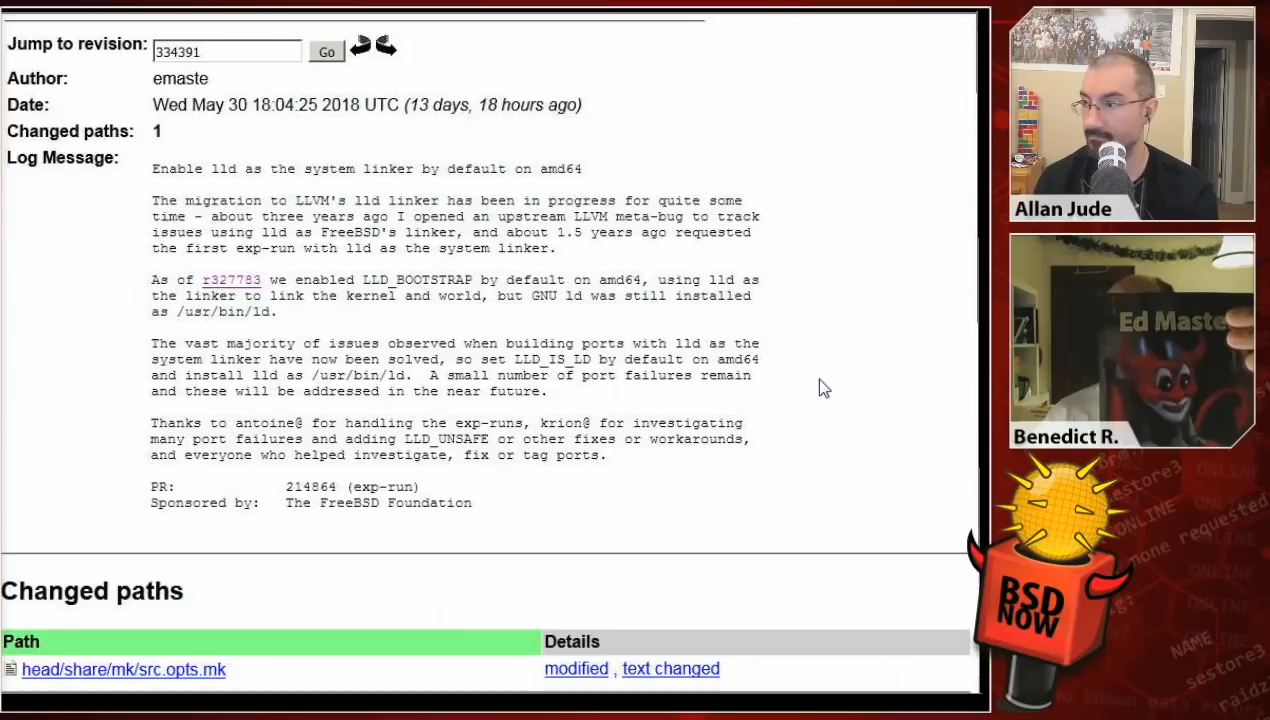 Jump to revision: 334391 Go
Author: emaste
Date: Wed May 30 18:04:25 2018 UTC (13 days, 18 hours ago)
Changed paths: 1
Log Message:
Enable lld as the system linker by default on amd64
The migration to LLVM's lld linker has been in progress for quite some
time - about three years ago I opened an upstream LLVM meta-bug to track
issues using lld as FreeBSD's linker, and about 1.5 years ago requested
the first exp-run with lld as the system linker.
As of r327783 we enabled LLD_BOOTSTRAP by default on amd64, using lld as
the linker to link the kernel and world, but GNU ld was still installed
as /usr/bin/ld.
The vast majority of issues observed when building ports with lld as the
system linker have now been solved, so set LLD_IS_LD by default on amd64
and install lld as /usr/bin/ld. A small number of port failures remain
and these will be addressed in the near future.
Thanks to antoine@ for handling the exp-runs, krion@ for investigating
many port failures and adding LLD_UNSAFE or other fixes or workarounds,
and everyone who helped investigate, fix or tag ports.
PR: 214864 (exp-run)
Sponsored by: The FreeBSD Foundation
Changed paths
Path Details
head/share/mk/src.opts.mk modified , text changed
Allan Jude
Ed Maste
Benedict R.
BSD
NOW
ONLINE
sestore3
ONLINE
none requested
ONLINE
NAME
sestore3